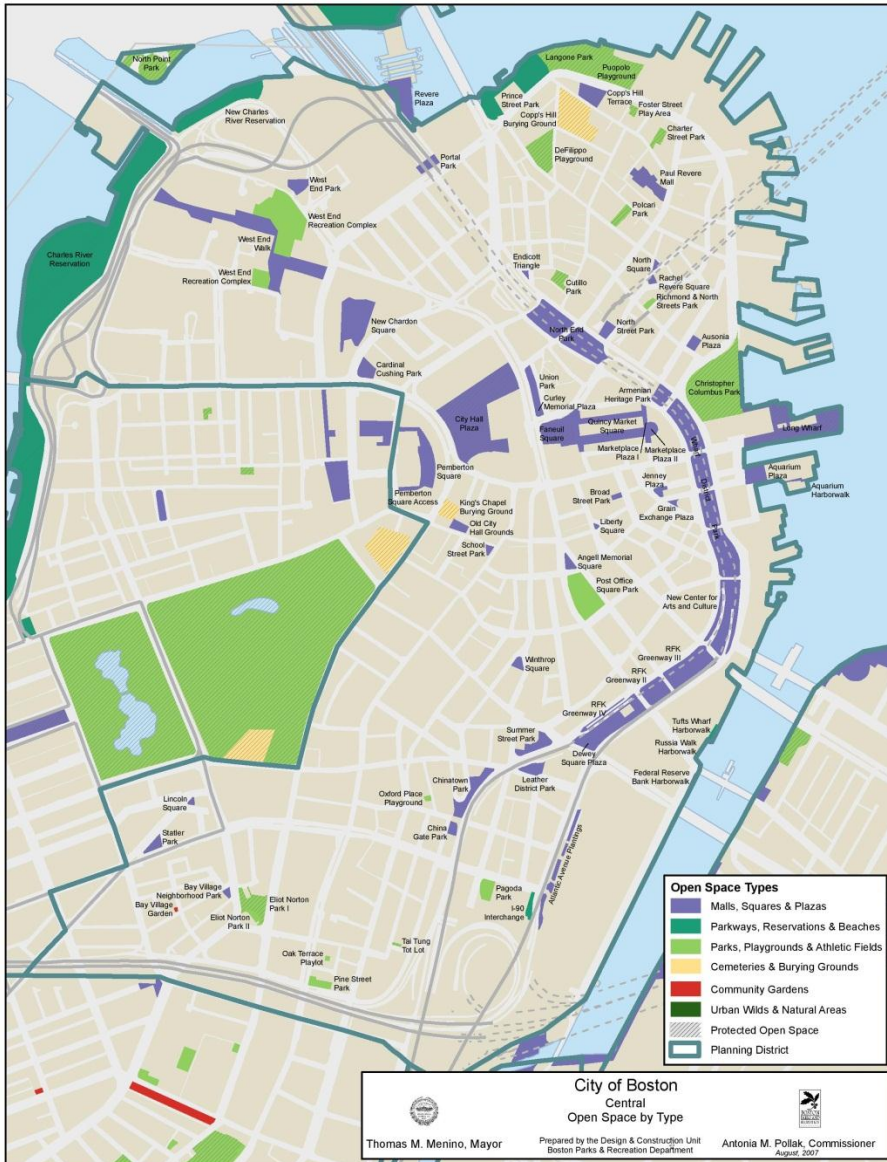 North Point
Park
New Charles
River Reservation
Revere
Plaza
Langone Park
Puopolo
Playground
Prince
Street Park
Copp's Hill
Terrace
Copp's Hill
Burying Ground
Foster Street
Play Area
Charter
Street Park
DeFilippo
Playground
Portal
Park
Paul Revere
Mall
West
End Park
Polcari
Park
West End
Recreation Complex
West End
Walk
Charles River
Reservation
West End
Recreation Complex
Endicott
Triangle
Cutillo
Park
North
Square
Rachel
Revere Square
Richmond & North
Streets Park
New Chardon
Square
North End
Park
North
Street Park
Ausonia
Plaza
Cardinal
Cushing Park
Union
Park
Armenian
Heritage Park
Christopher
Columbus Park
Curley
Memorial Plaza
City Hall
Plaza
Faneuil
Square
Quincy Market
Square
Long Wharf
Marketplace
Plaza I
Marketplace
Plaza II
Wharf
District
Park
Pemberton
Square
Pemberton
Square Access
Aquarium
Plaza
Aquarium
Harborwalk
King's Chapel
Burying Ground
Broad
Street Park
Jenney
Plaza
Grain
Exchange Plaza
Old City
Hall Grounds
Liberty
Square
School
Street Park
Angell Memorial
Square
Post Office
Square Park
New Center for
Arts and Culture
Winthrop
Square
RFK
Greenway III
RFK
Greenway II
RFK
Greenway IV
Summer
Street Park
Dewey
Square Plaza
Tufts Wharf
Harborwalk
Russia Walk
Harborwalk
Federal Reserve
Bank Harborwalk
Chinatown
Park
Leather
District Park
Oxford Place
Playground
China
Gate Park
Lincoln
Square
Statler
Park
Atlantic Avenue Plantings
Bay Village
Neighborhood Park
Bay Village
Garden
Eliot Norton
Park I
Eliot Norton
Park II
Pagoda
Park
I-90
Interchange
Tai Tung
Tot Lot
Oak Terrace
Playlot
Pine Street
Park
Open Space Types
Malls, Squares & Plazas
Parkways, Reservations & Beaches
Parks, Playgrounds & Athletic Fields
Cemeteries & Burying Grounds
Community Gardens
Urban Wilds & Natural Areas
Protected Open Space
Planning District
City of Boston
Central
Open Space by Type
Thomas M. Menino, Mayor
Prepared by the Design & Construction Unit
Boston Parks & Recreation Department
Antonia M. Pollak, Commissioner
August, 2007